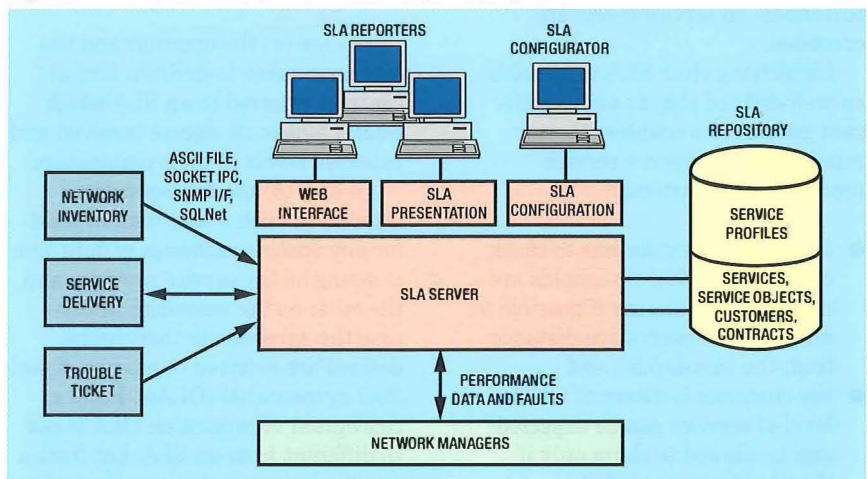 SLA REPORTERS
SLA
CONFIGURATOR
SLA
REPOSITORY
ASCII FILE,
SOCKET IPC,
SNMP I/F,
SQLNet
WEB
INTERFACE
SLA
PRESENTATION
SLA
CONFIGURATION
NETWORK
INVENTORY
SERVICE
DELIVERY
TROUBLE
TICKET
SLA SERVER
SERVICE
PROFILES
SERVICES,
SERVICE OBJECTS,
CUSTOMERS,
CONTRACTS
PERFORMANCE
DATA AND FAULTS
NETWORK MANAGERS